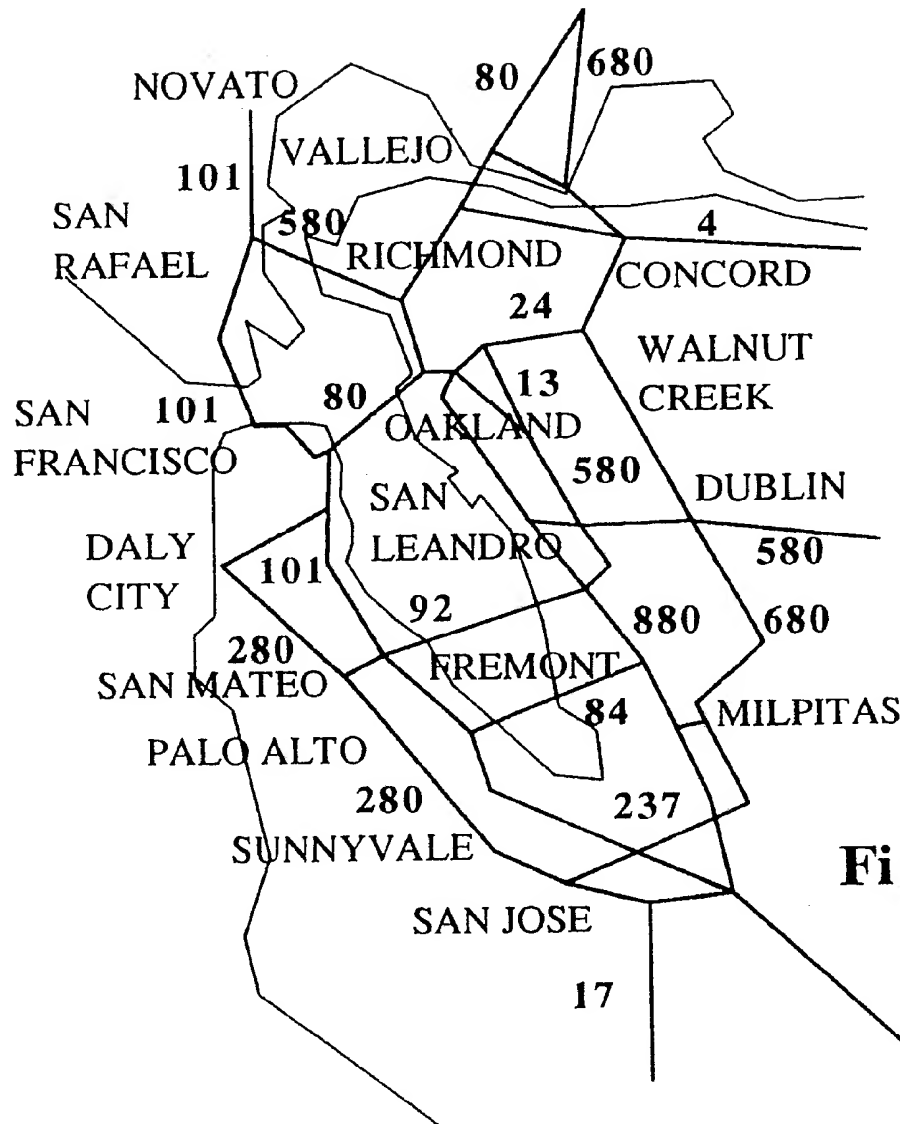 80
680
NOVATO
VALLEJO
101
SAN
RAFAEL
580
4
RICHMOND
CONCORD
24
WALNUT
CREEK
13
101
80
SAN
FRANCISCO
OAKLAND
580
DUBLIN
SAN
LEANDRO
DALY
CITY
101
580
92
880
680
280
FREMONT
SAN MATEO
84
MILPITAS
PALO ALTO
280
237
SUNNYVALE
Fi
SAN JOSE
17